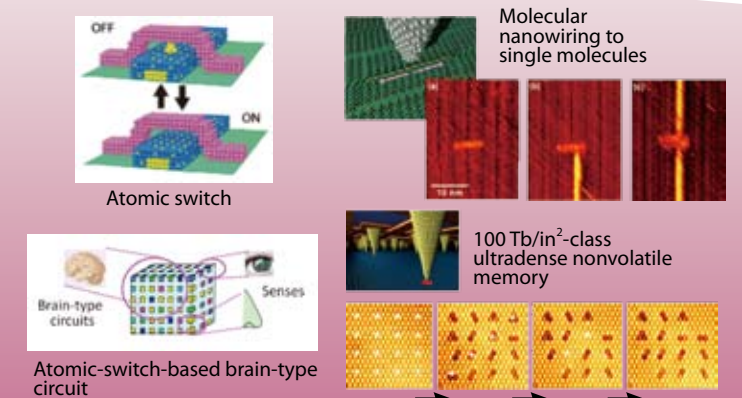 OFF
ON
Atomic switch
Molecular
nanowiring to
single molecules
(a)
(b)
(c)
10 nm
Brain-type
circuits
Senses
Atomic-switch-based brain-type
circuit
100 Tb/in²-class
ultradense nonvolatile
memory